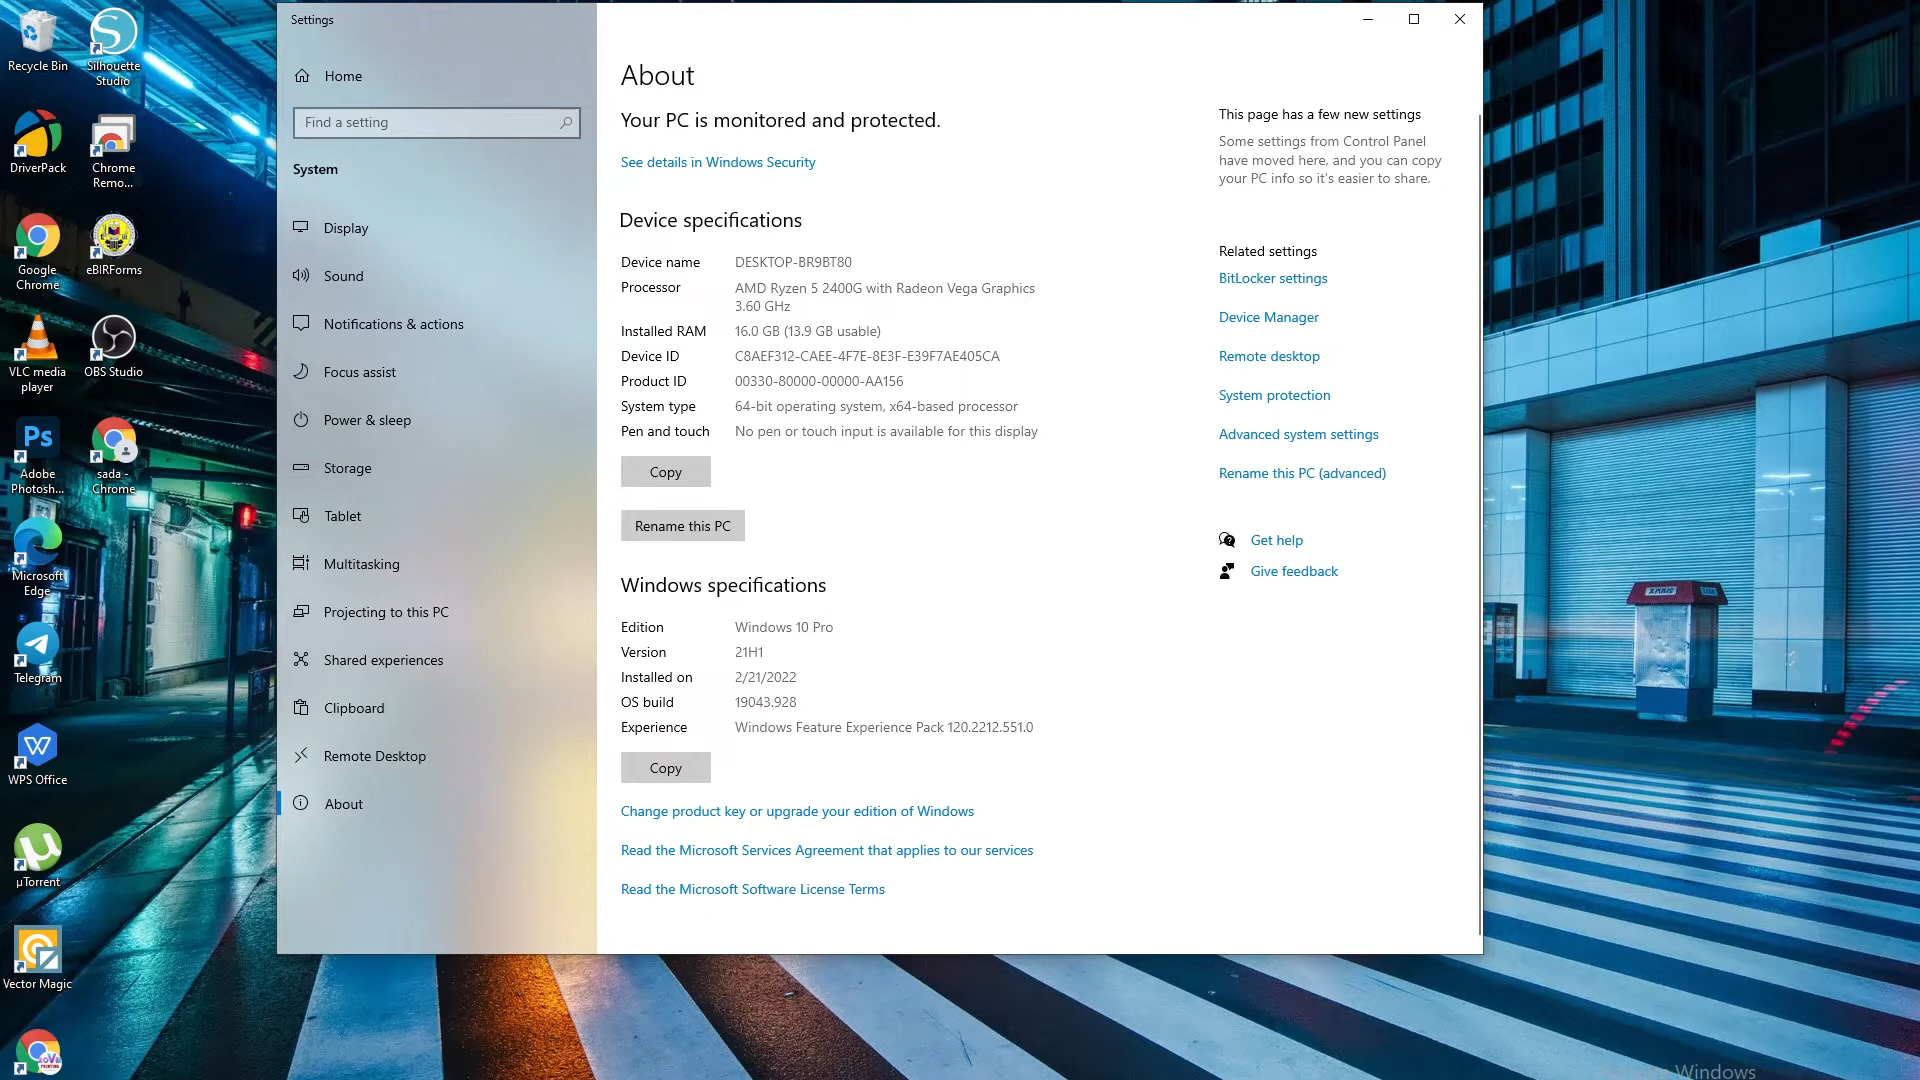 Recycle Bin
Silhouette
Studio
DriverPack
Chrome
Remo...
Google
Chrome
eBIRForms
VLC media
player
OBS Studio
Ps
Adobe
Photosh...
sada -
Chrome
Microsoft
Edge
Telegram
WPS Office
µTorrent
Vector Magic
Settings
Home
Find a setting
System
Display
Sound
Notifications & actions
Focus assist
Power & sleep
Storage
Tablet
Multitasking
Projecting to this PC
Shared experiences
Clipboard
Remote Desktop
About
About
Your PC is monitored and protected.
See details in Windows Security
Device specifications
Device name DESKTOP-BR9BT80
Processor AMD Ryzen 5 2400G with Radeon Vega Graphics
3.60 GHz
Installed RAM 16.0 GB (13.9 GB usable)
Device ID C8AEF312-CAEE-4F7E-8E3F-E39F7AE405CA
Product ID 00330-80000-00000-AA156
System type 64-bit operating system, x64-based processor
Pen and touch No pen or touch input is available for this display
Copy
Rename this PC
Windows specifications
Edition Windows 10 Pro
Version 21H1
Installed on 2/21/2022
OS build 19043.928
Experience Windows Feature Experience Pack 120.2212.551.0
Copy
Change product key or upgrade your edition of Windows
Read the Microsoft Services Agreement that applies to our services
Read the Microsoft Software License Terms
This page has a few new settings
Some settings from Control Panel
have moved here, and you can copy
your PC info so it's easier to share.
Related settings
BitLocker settings
Device Manager
Remote desktop
System protection
Advanced system settings
Rename this PC (advanced)
Get help
Give feedback
Windows